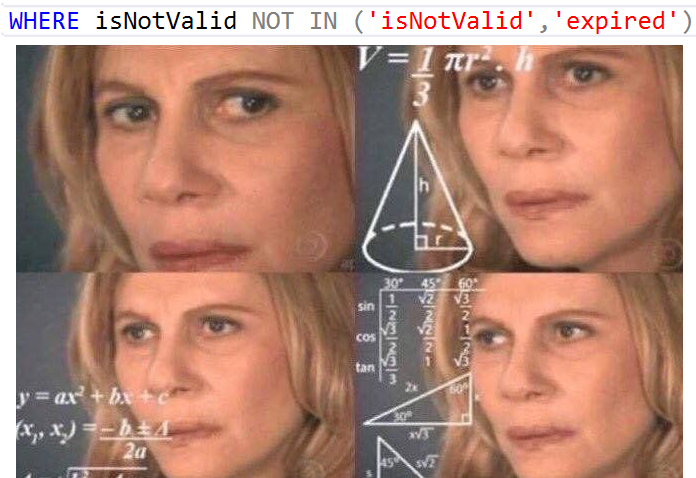 WHERE isNotValid NOT IN ('isNotValid','expired')
V = 1/3 πr². h
h
r
30° 45° 60°
sin 1/2 √2/2 √3/2
cos √3/2 √2/2 1/2
tan √3/3 1 √3
y = ax² + bx + c
2x 60° x
30°
x√3
2a
45° s√2
s